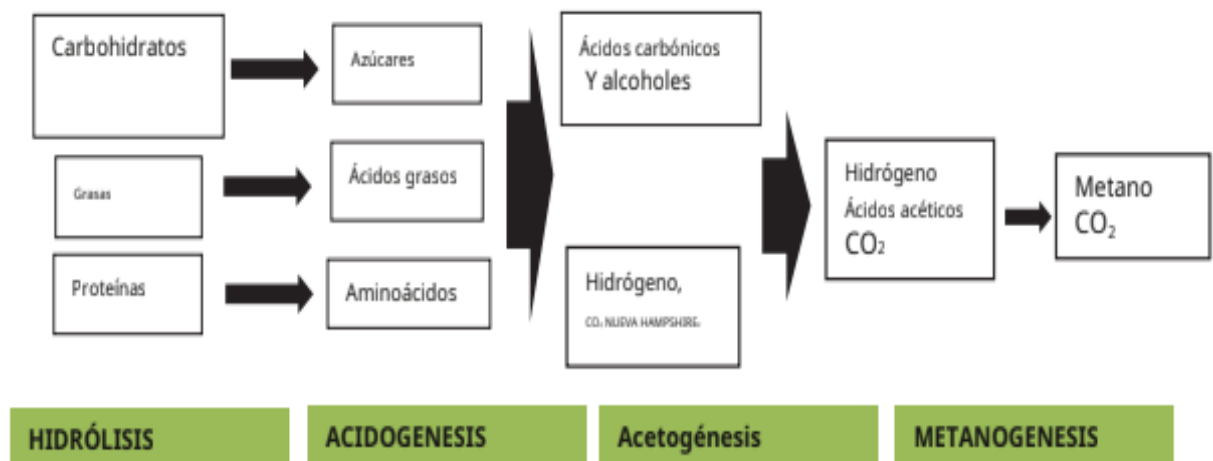 Carbohidratos
Azúcares
Ácidos carbónicos
Y alcoholes
Grasas
Ácidos grasos
Hidrógeno
Ácidos acéticos
CO₂
Metano
CO₂
Proteínas
Aminoácidos
Hidrógeno,
CO₂ NUEVA HAMPSHIRE₃
HIDRÓLISIS
ACIDOGENESIS
Acetogénesis
METANOGENESIS